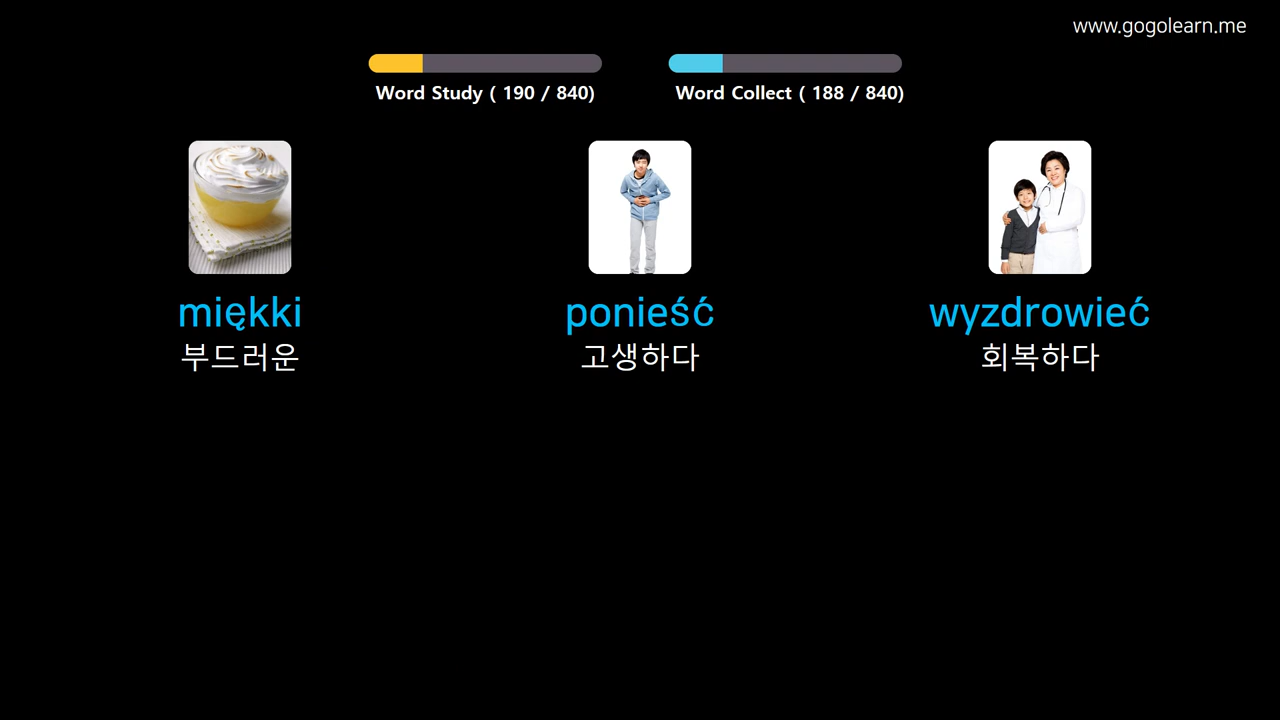 www.gogolearn.me
Word Study ( 190 / 840)
Word Collect ( 188 / 840)
miękki
부드러운
ponieść
고생하다
wyzdrowieć
회복하다